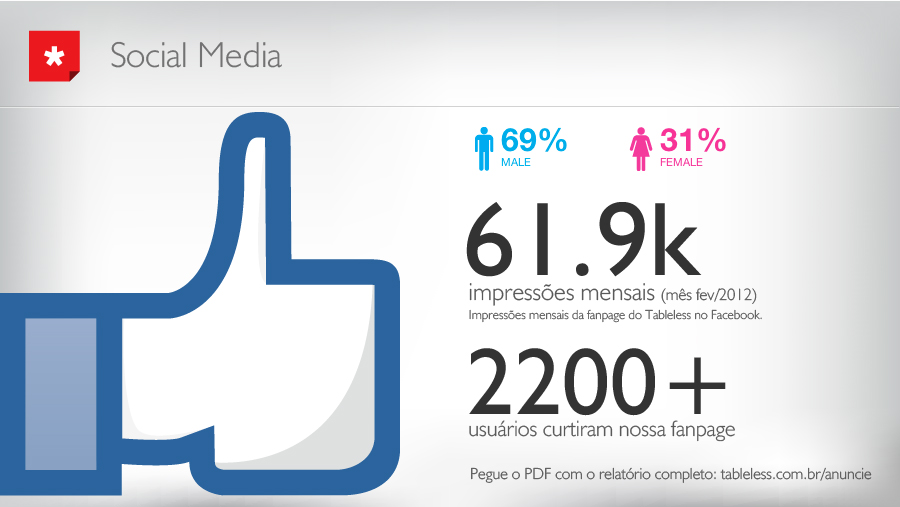 * Social Media
69%
MALE
31%
FEMALE
61.9k
impressões mensais (mês fev/2012)
Impressões mensais da fanpage do Tableless no Facebook.
2200+
usuários curtiram nossa fanpage
Pegue o PDF com o relatório completo: tableless.com.br/anuncie